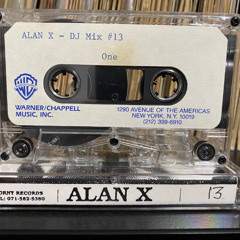 ALAN X - DJ Mix #13
One
WARNER/CHAPPELL
MUSIC, INC.
1290 AVENUE OF THE AMERICAS
NEW YORK, N.Y. 10019
(212) 399-6910
ORNY RECORDS
EL: 071-582-5380
ALAN X
13